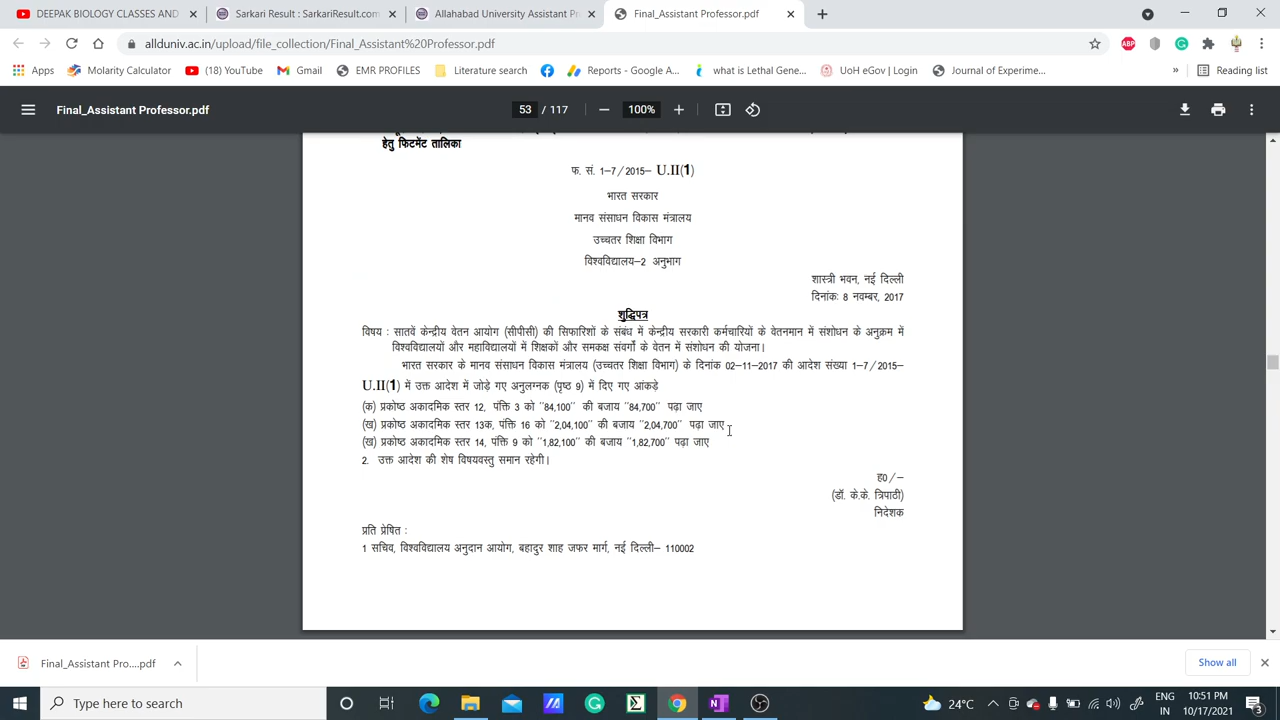 DEEPAK BIOLOGY CLASSES AND
Sarkari Result : SarkariResult.com
Allahabad University Assistant Pr
Final_Assistant Professor.pdf
allduniv.ac.in/upload/file_collection/Final_Assistant%20Professor.pdf
ABP
Apps
Molarity Calculator
(18) YouTube
Gmail
EMR PROFILES
Literature search
Reports - Google A...
what is Lethal Gene...
UoH eGov | Login
Journal of Experime...
»
Reading list
Final_Assistant Professor.pdf
53 / 117
100%
हेतु फिटमेंट तालिका
फ. सं. 1–7/2015– U.II(1)
भारत सरकार
मानव संसाधन विकास मंत्रालय
उच्चतर शिक्षा विभाग
विश्वविद्यालय–2 अनुभाग
शास्त्री भवन, नई दिल्ली
दिनांकः 8 नवम्बर, 2017
शुद्धिपत्र
विषय : सातवें केन्द्रीय वेतन आयोग (सीपीसी) की सिफारिशों के संबंध में केन्द्रीय सरकारी कर्मचारियों के वेतनमान में संशोधन के अनुक्रम में
विश्वविद्यालयों और महाविद्यालयों में शिक्षकों और समकक्ष संवर्गों के वेतन में संशोधन की योजना।
भारत सरकार के मानव संसाधन विकास मंत्रालय (उच्चतर शिक्षा विभाग) के दिनांक 02–11–2017 की आदेश संख्या 1–7/2015–
U.II(1) में उक्त आदेश में जोड़े गए अनुलग्नक (पृष्ठ 9) में दिए गए आंकड़े
(क) प्रकोष्ठ अकादमिक स्तर 12, पंक्ति 3 को ''84,100'' की बजाय ''84,700'' पढ़ा जाए
(ख) प्रकोष्ठ अकादमिक स्तर 13क, पंक्ति 16 को ''2,04,100'' की बजाय ''2,04,700'' पढ़ा जाए
(ख) प्रकोष्ठ अकादमिक स्तर 14, पंक्ति 9 को ''1,82,100'' की बजाय ''1,82,700'' पढ़ा जाए
2. उक्त आदेश की शेष विषयवस्तु समान रहेगी।
ह0/–
(डॉ. के.के. त्रिपाठी)
निदेशक
प्रति प्रेषित :
1 सचिव, विश्वविद्यालय अनुदान आयोग, बहादुर शाह जफर मार्ग, नई दिल्ली– 110002
Final_Assistant Pro....pdf
Show all
Type here to search
24°C
ENG
IN
10:51 PM
10/17/2021
3